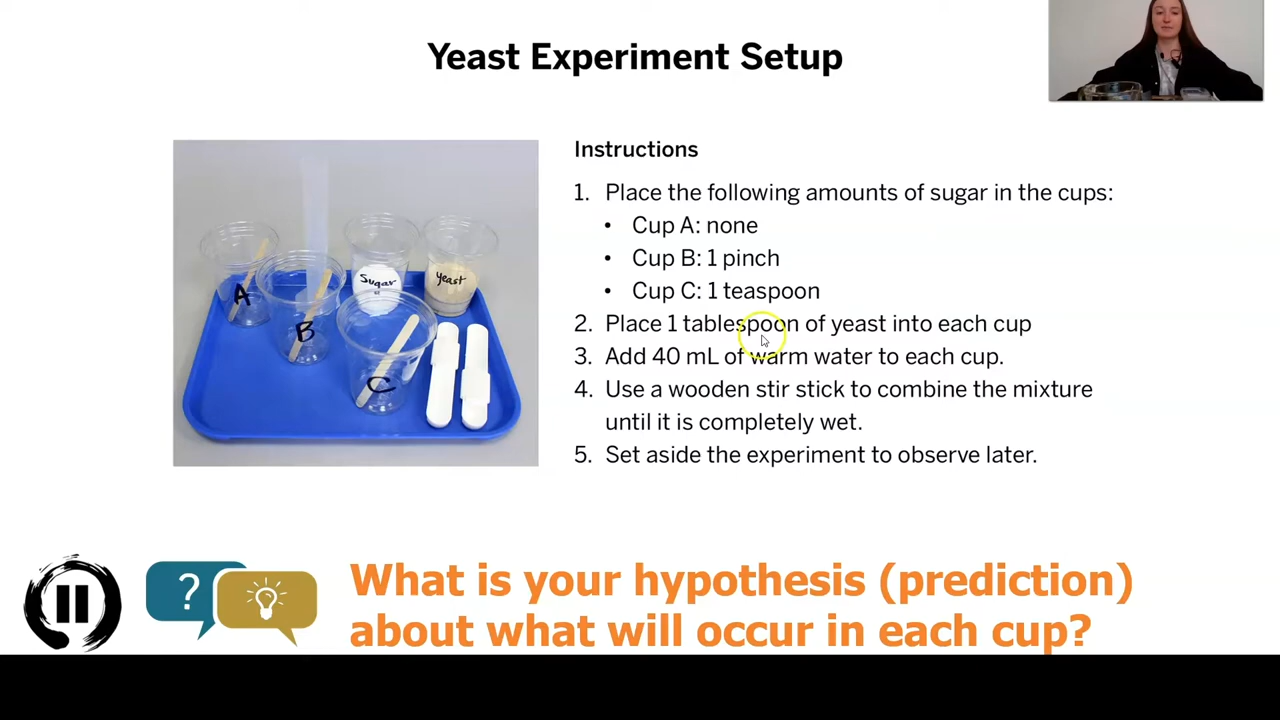 Yeast Experiment Setup
Instructions
1. Place the following amounts of sugar in the cups:
• Cup A: none
• Cup B: 1 pinch
• Cup C: 1 teaspoon
2. Place 1 tablespoon of yeast into each cup
3. Add 40 mL of warm water to each cup.
4. Use a wooden stir stick to combine the mixture
until it is completely wet.
5. Set aside the experiment to observe later.
A
B
C
Sugar
Yeast
?
What is your hypothesis (prediction)
about what will occur in each cup?